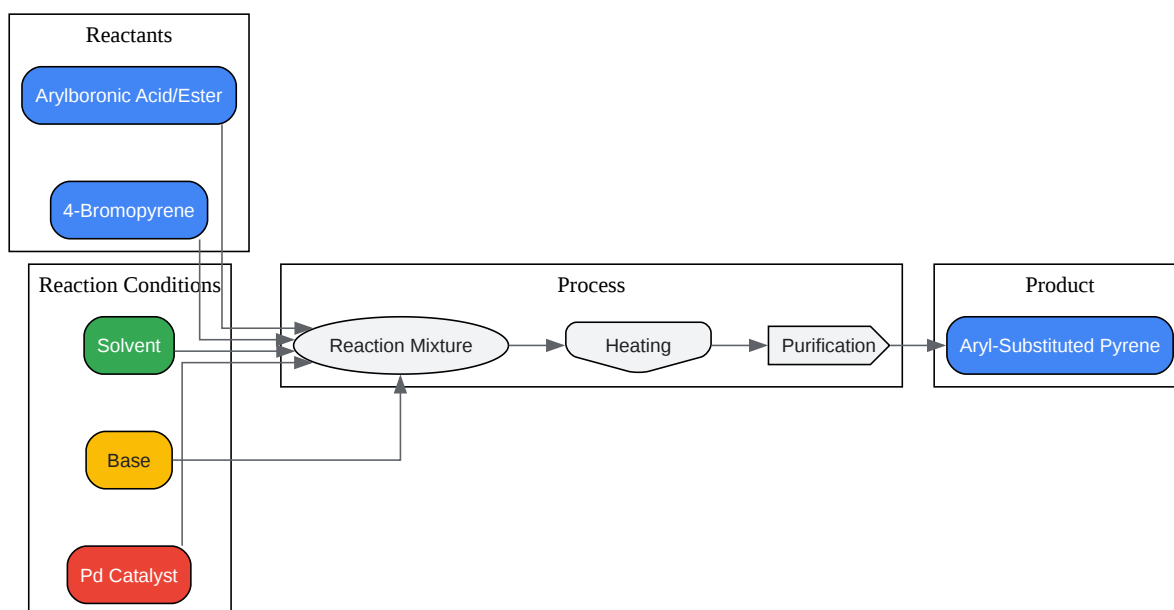 Reactants
Arylboronic Acid/Ester
4-Bromopyrene
Reaction Conditions
Solvent
Base
Pd Catalyst
Process
Reaction Mixture
Heating
Purification
Product
Aryl-Substituted Pyrene